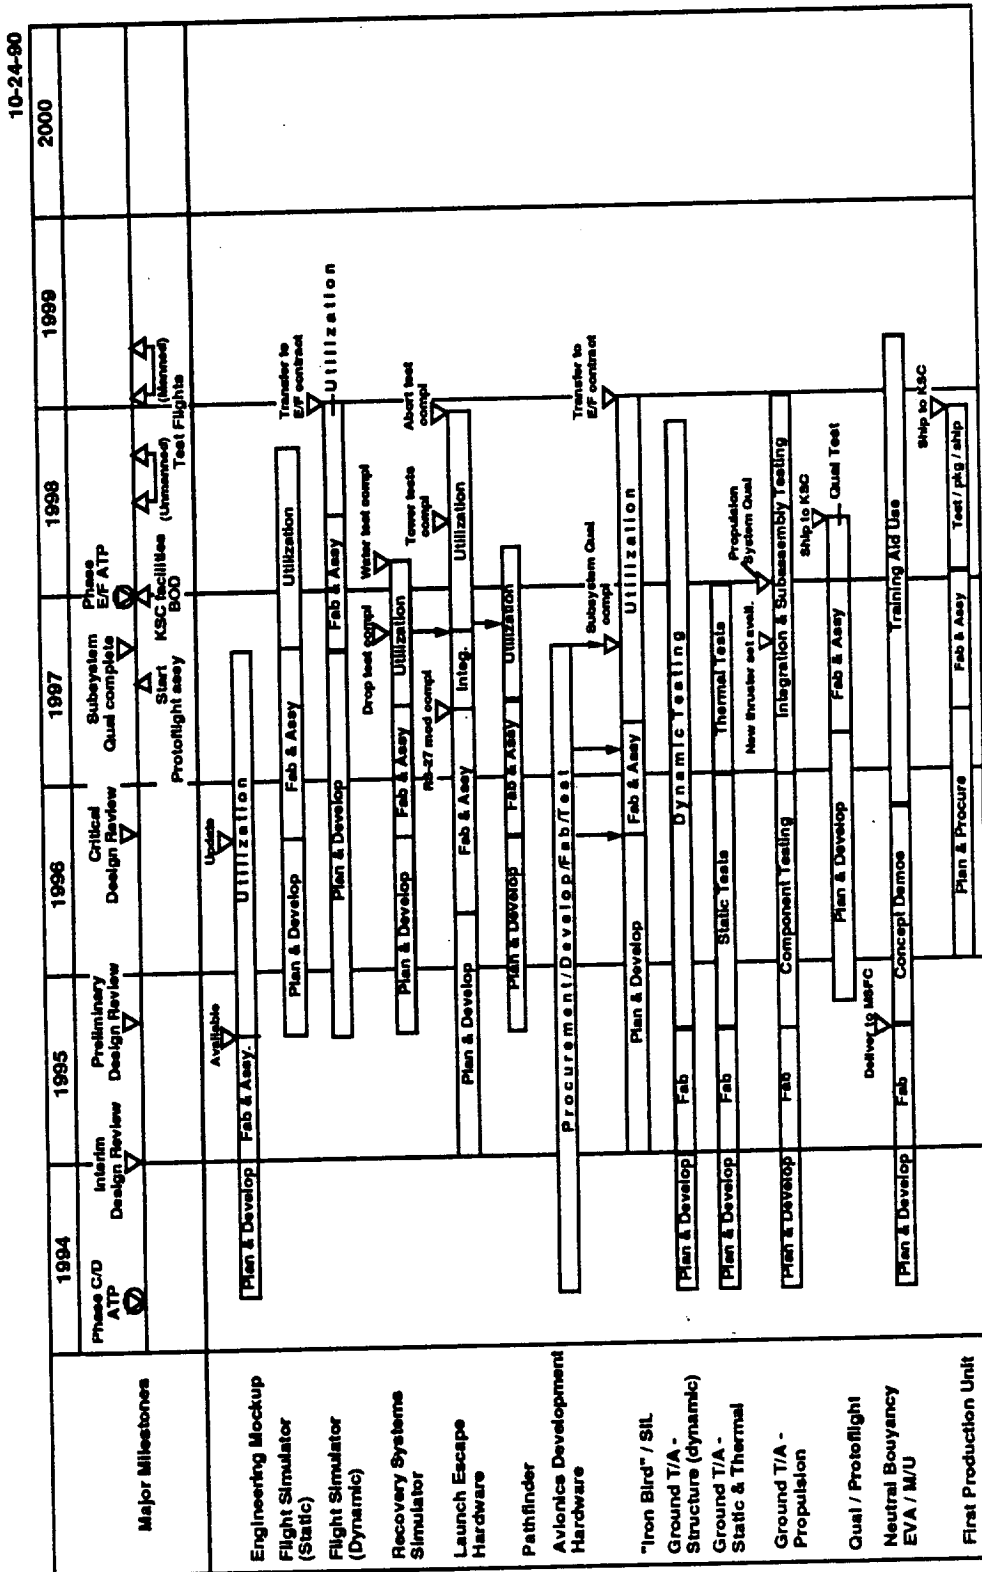 10-24-90
1994 1995 1996 1997 1998 1999 2000
Major Milestones
Phase C/D
ATP
Interim
Design Review
Preliminary
Design Review
Critical
Design Review
Subsystem
Qual complete
Phase
E/F ATP
Start
Protoflight assy
KSC facilities
BOD
(Unmanned) (Manned)
Test Flights
Engineering Mockup
Plan & Develop Fab & Assy. Utilization
Available
Update
Flight Simulator
(Static)
Plan & Develop Fab & Assy Utilization
Flight Simulator
(Dynamic)
Plan & Develop Fab & Assy Utilization
Transfer to
E/F contract
Recovery Systems
Simulator
Plan & Develop Fab & Assy Utilization
Drop test compl
Water test compl
Launch Escape
Hardware
Plan & Develop Fab & Assy Integ. Utilization
mod compl
Tower tests
compl
Abort test
compl
Pathfinder
Plan & Develop Fab & Assy Utilization
Avionics Development
Hardware
Procurement/Develop/Fab/Test
Subsystem Qual
compl
"Iron Bird" / SIL
Plan & Develop Fab & Assy Utilization
Transfer to
E/F contract
Ground T/A -
Structure (dynamic)
Plan & Develop Fab Dynamic Testing
Ground T/A -
Static & Thermal
Plan & Develop Fab Static Tests Thermal Tests
Ground T/A -
Propulsion
Plan & Develop Fab Component Testing Integration & Subassembly Testing
New thruster set avail.
Propulsion
System Qual
Qual / Protoflight
Plan & Develop Fab & Assy Qual Test
Ship to KSC
Neutral Bouyancy
EVA / M/U
Plan & Develop Fab Concept Demos Training Aid Use
Deliver to MSFC
First Production Unit
Plan & Procure Fab & Assy Test / pkg / ship
Ship to KSC